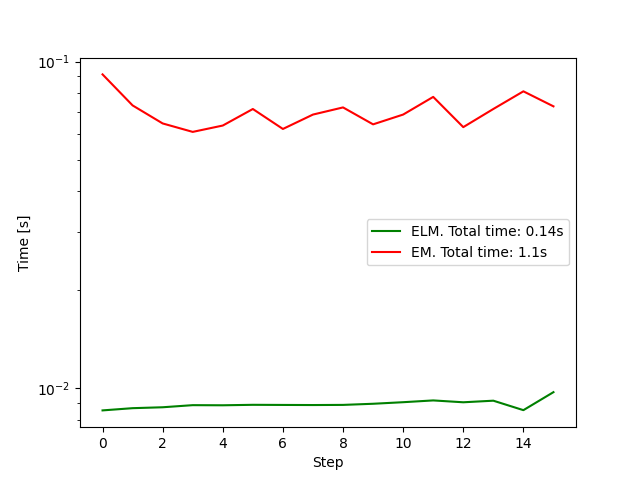 10⁻¹
10⁻²
Time [s]
ELM. Total time: 0.14s
EM. Total time: 1.1s
0 2 4 6 8 10 12 14
Step